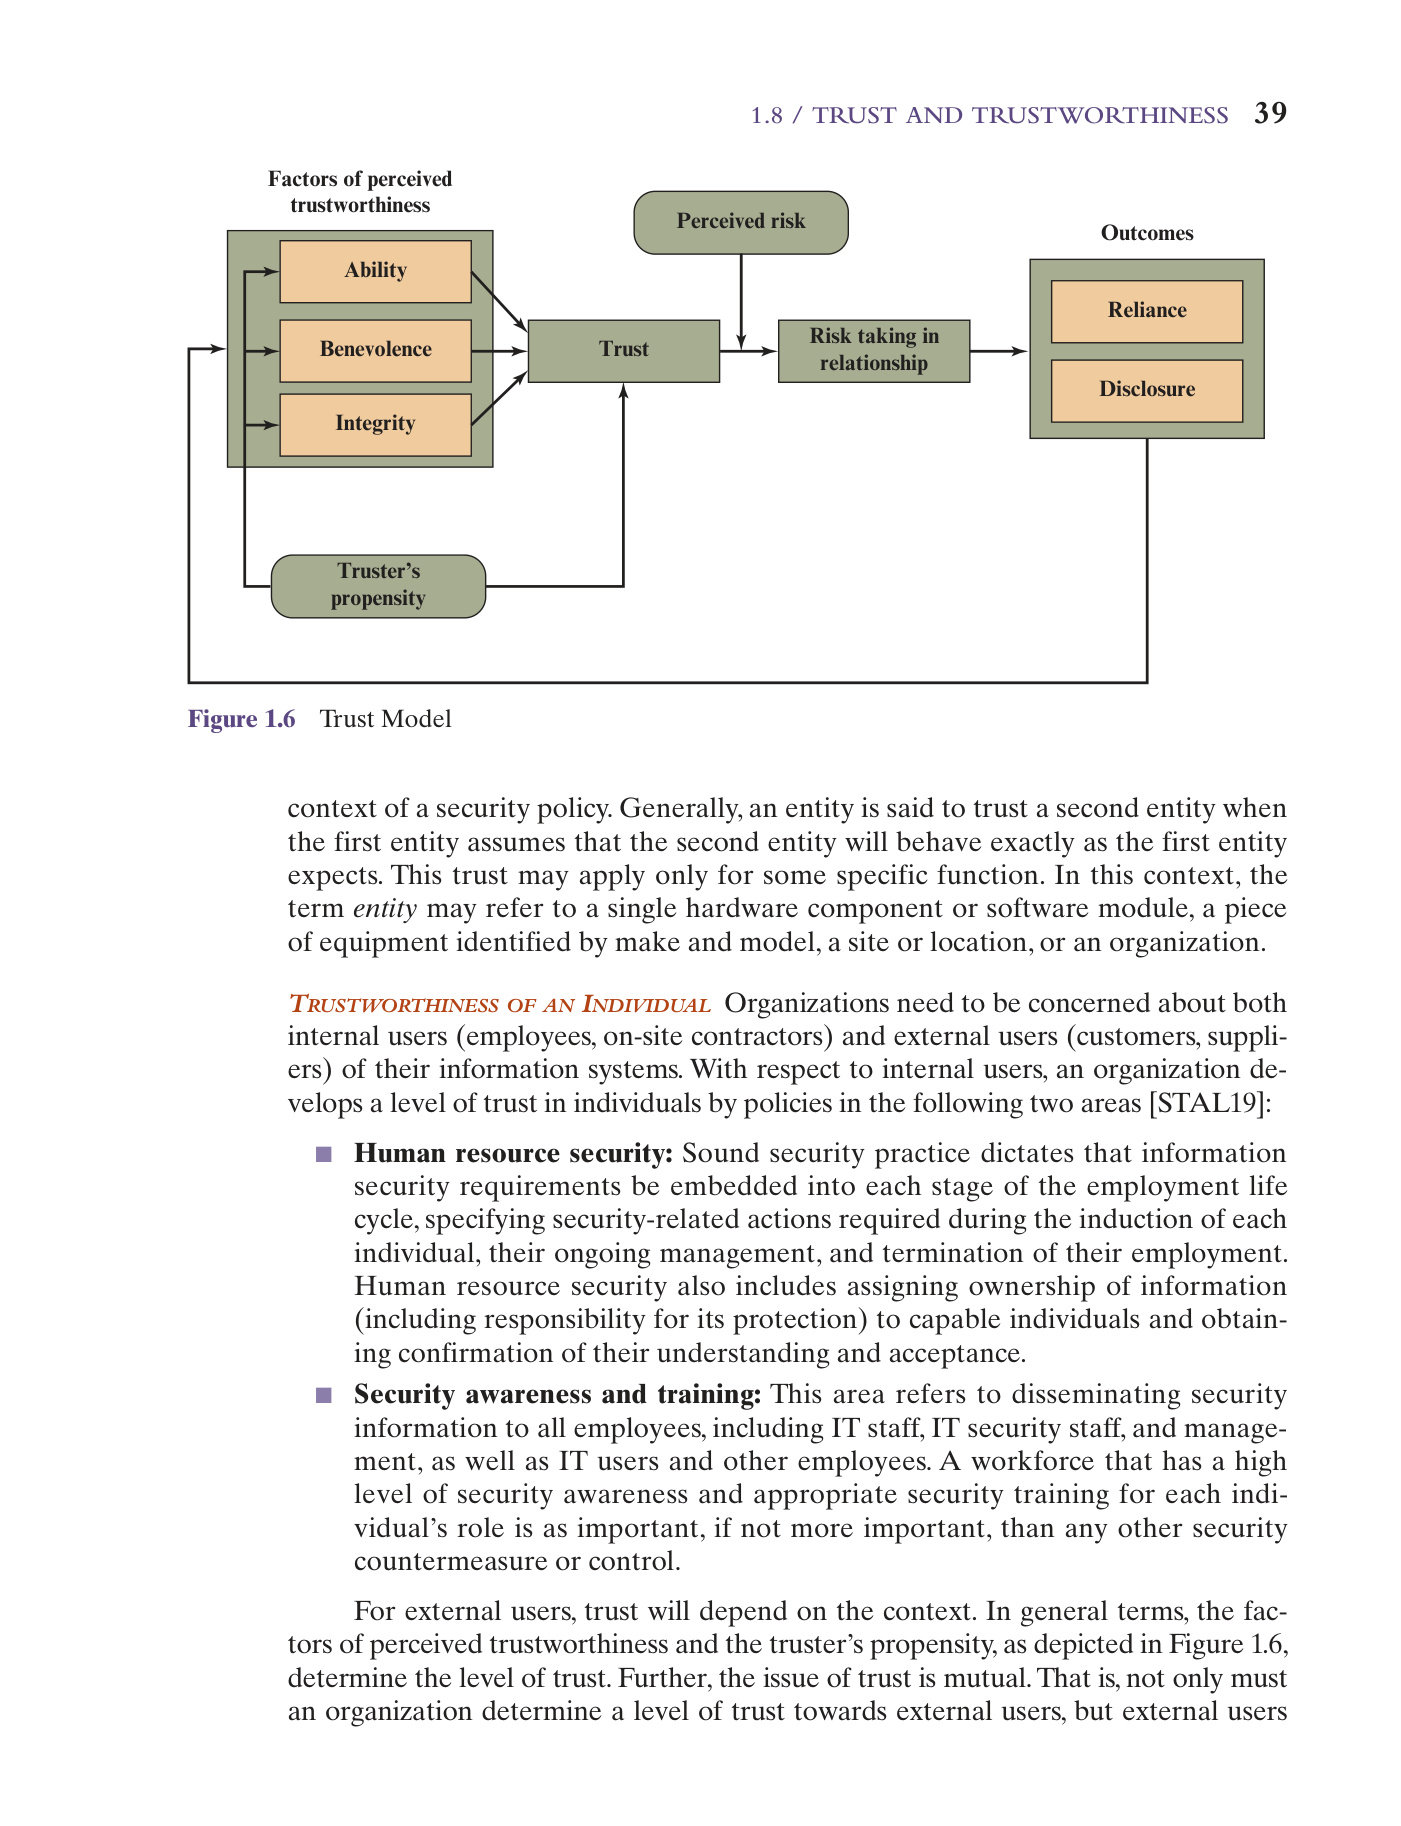 1.8 / TRUST AND TRUSTWORTHINESS 39
Factors of perceived
trustworthiness
Ability
Benevolence
Integrity
Perceived risk
Trust
Risk taking in
relationship
Outcomes
Reliance
Disclosure
Truster’s
propensity
Figure 1.6 Trust Model
context of a security policy. Generally, an entity is said to trust a second entity when
the first entity assumes that the second entity will behave exactly as the first entity
expects. This trust may apply only for some specific function. In this context, the
term entity may refer to a single hardware component or software module, a piece
of equipment identified by make and model, a site or location, or an organization.
TRUSTWORTHINESS OF AN INDIVIDUAL Organizations need to be concerned about both
internal users (employees, on-site contractors) and external users (customers, suppli-
ers) of their information systems. With respect to internal users, an organization de-
velops a level of trust in individuals by policies in the following two areas [STAL19]:
■ Human resource security: Sound security practice dictates that information
security requirements be embedded into each stage of the employment life
cycle, specifying security-related actions required during the induction of each
individual, their ongoing management, and termination of their employment.
Human resource security also includes assigning ownership of information
(including responsibility for its protection) to capable individuals and obtain-
ing confirmation of their understanding and acceptance.
■ Security awareness and training: This area refers to disseminating security
information to all employees, including IT staff, IT security staff, and manage-
ment, as well as IT users and other employees. A workforce that has a high
level of security awareness and appropriate security training for each indi-
vidual’s role is as important, if not more important, than any other security
countermeasure or control.
For external users, trust will depend on the context. In general terms, the fac-
tors of perceived trustworthiness and the truster’s propensity, as depicted in Figure 1.6,
determine the level of trust. Further, the issue of trust is mutual. That is, not only must
an organization determine a level of trust towards external users, but external users